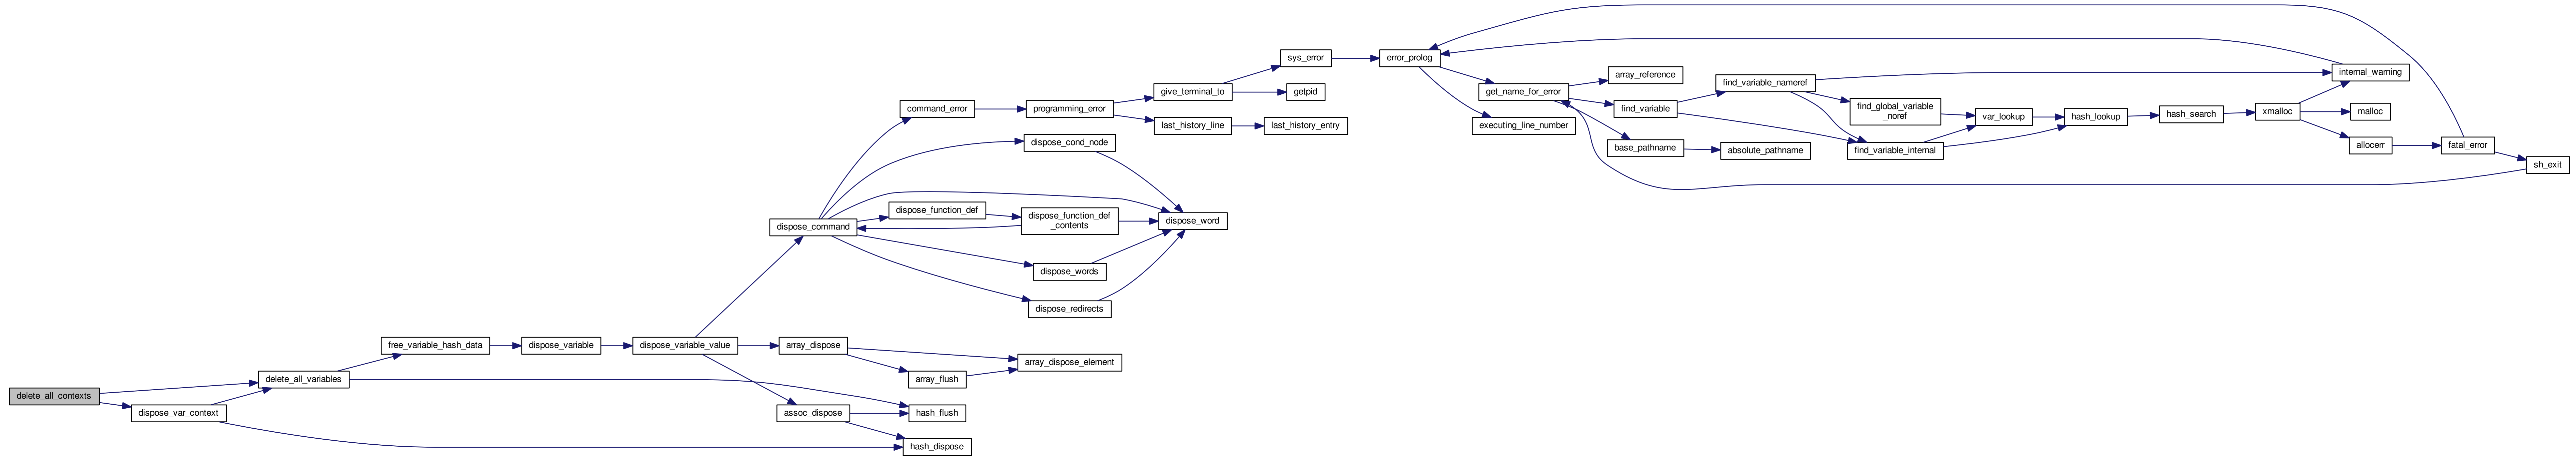 delete_all_contexts
dispose_var_context
delete_all_variables
free_variable_hash_data
dispose_variable
dispose_variable_value
dispose_command
array_dispose
assoc_dispose
command_error
dispose_cond_node
dispose_function_def
dispose_function_def
_contents
dispose_words
dispose_redirects
dispose_word
array_flush
array_dispose_element
hash_flush
hash_dispose
programming_error
give_terminal_to
last_history_line
sys_error
getpid
last_history_entry
error_prolog
get_name_for_error
executing_line_number
array_reference
find_variable
base_pathname
find_variable_nameref
absolute_pathname
find_global_variable
_noref
find_variable_internal
var_lookup
hash_lookup
hash_search
xmalloc
internal_warning
malloc
allocerr
fatal_error
sh_exit